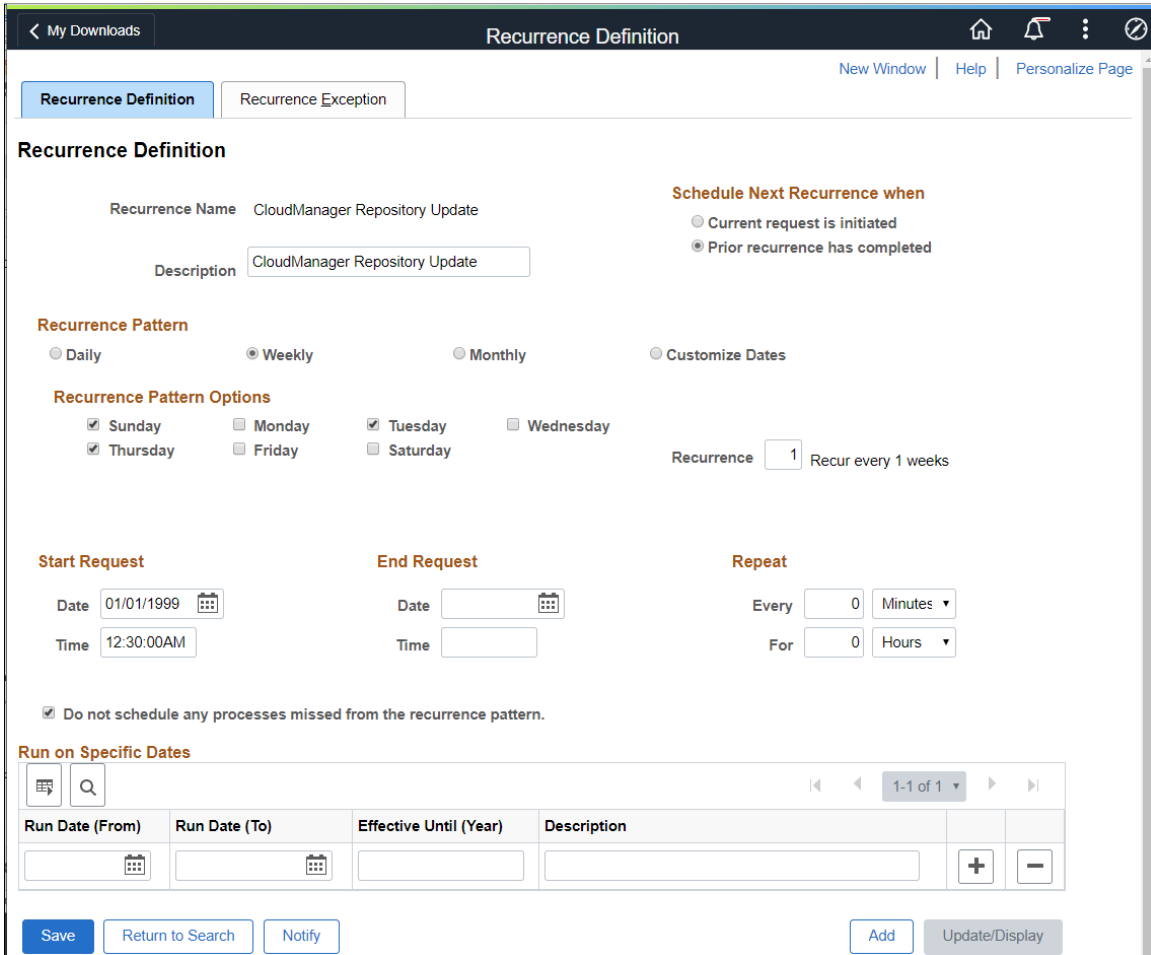 My Downloads
Recurrence Definition
New Window | Help | Personalize Page
Recurrence Definition
Recurrence Exception
Recurrence Definition
Recurrence Name CloudManager Repository Update
Description CloudManager Repository Update
Schedule Next Recurrence when
Current request is initiated
Prior recurrence has completed
Recurrence Pattern
Daily Weekly Monthly Customize Dates
Recurrence Pattern Options
Sunday Monday Tuesday Wednesday
Thursday Friday Saturday
Recurrence 1 Recur every 1 weeks
Start Request
Date 01/01/1999
Time 12:30:00AM
End Request
Date
Time
Repeat
Every 0 Minutes
For 0 Hours
Do not schedule any processes missed from the recurrence pattern.
Run on Specific Dates
1-1 of 1
Run Date (From) Run Date (To) Effective Until (Year) Description
Save Return to Search Notify Add Update/Display